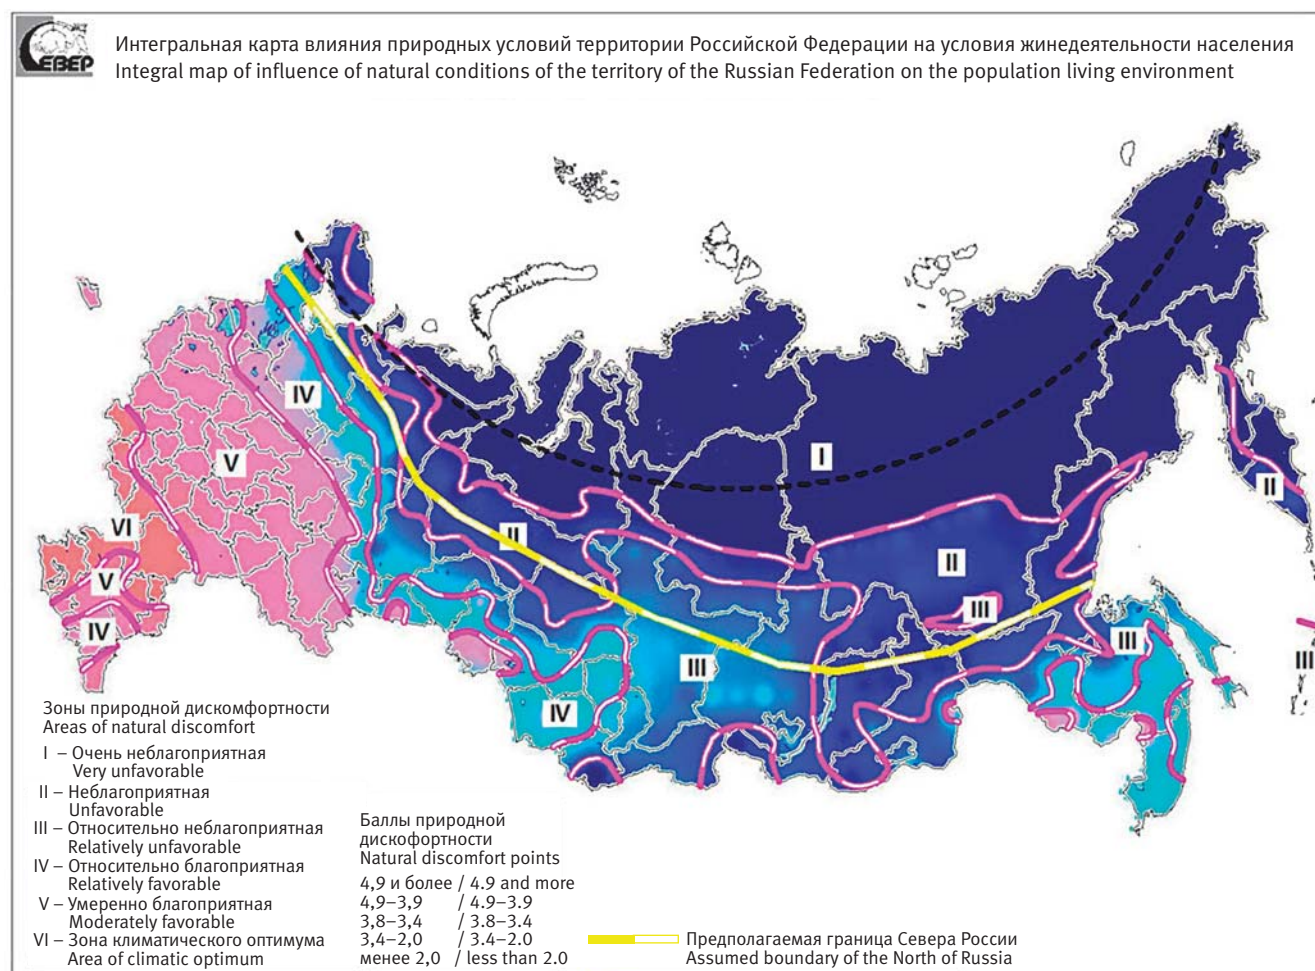 СЕВЕР
Интегральная карта влияния природных условий территории Российской Федерации на условия жинедеятельности населения
Integral map of influence of natural conditions of the territory of the Russian Federation on the population living environment
IV
V
I
II
VI
II
II
V
III
IV
III
III
III
IV
Зоны природной дискомфортности
Areas of natural discomfort
I – Очень неблагоприятная
Very unfavorable
II – Неблагоприятная
Unfavorable
III – Относительно неблагоприятная
Relatively unfavorable
IV – Относительно благоприятная
Relatively favorable
V – Умеренно благоприятная
Moderately favorable
VI – Зона климатического оптимума
Area of climatic optimum
Баллы природной
дискофортности
Natural discomfort points
4,9 и более / 4.9 and more
4,9–3,9 / 4.9–3.9
3,8–3,4 / 3.8–3.4
3,4–2,0 / 3.4–2.0
менее 2,0 / less than 2.0
Предполагаемая граница Севера России
Assumed boundary of the North of Russia